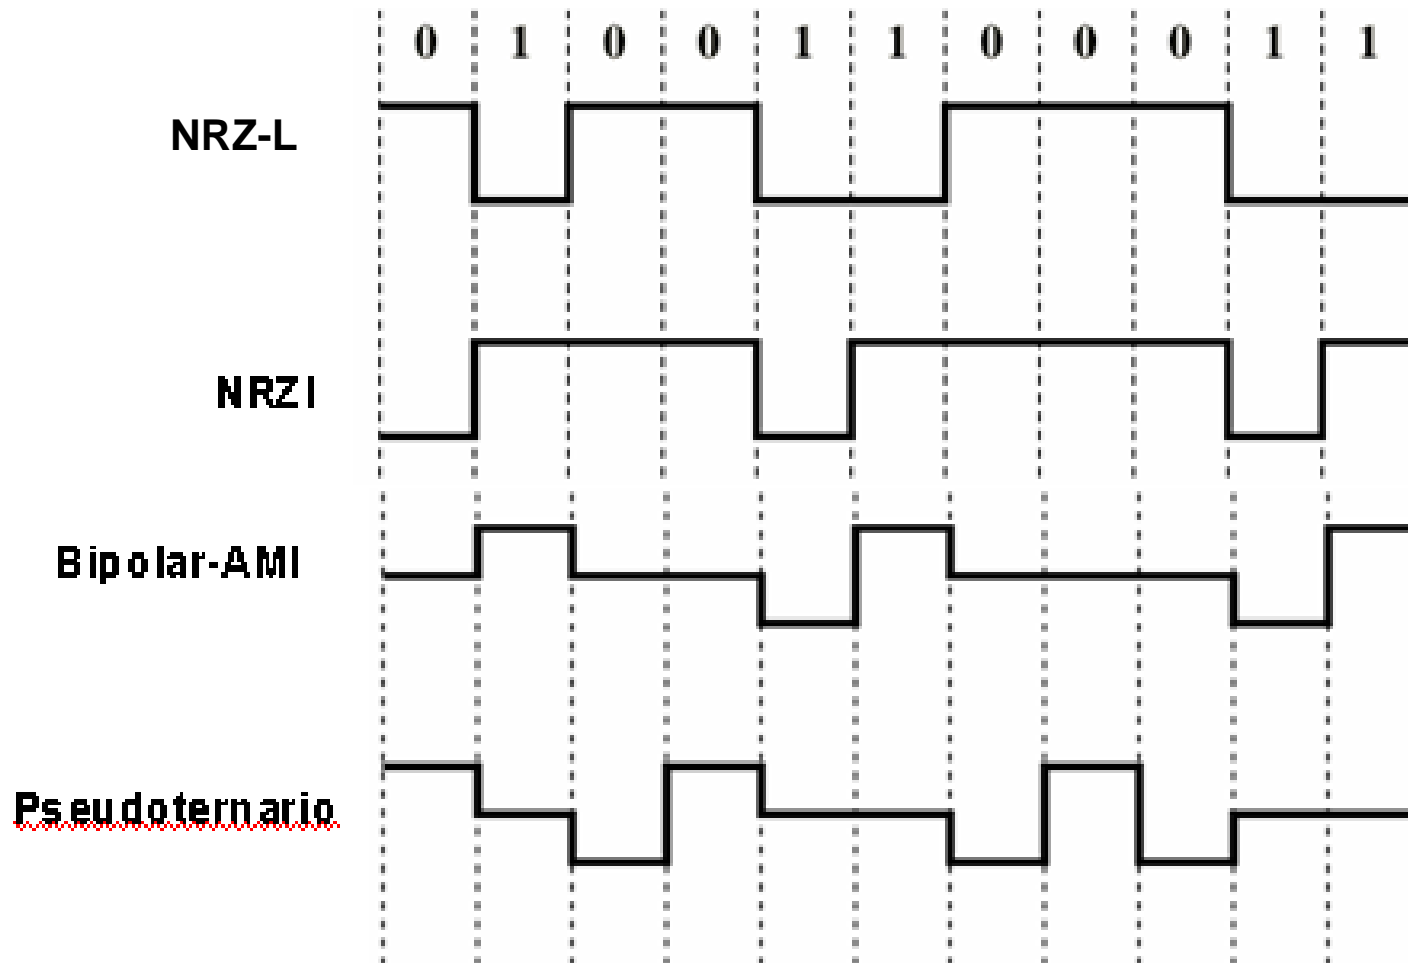 0 1 0 0 1 1 0 0 0 1 1
NRZ-L
NRZI
Bipolar-AMI
Pseudoternario